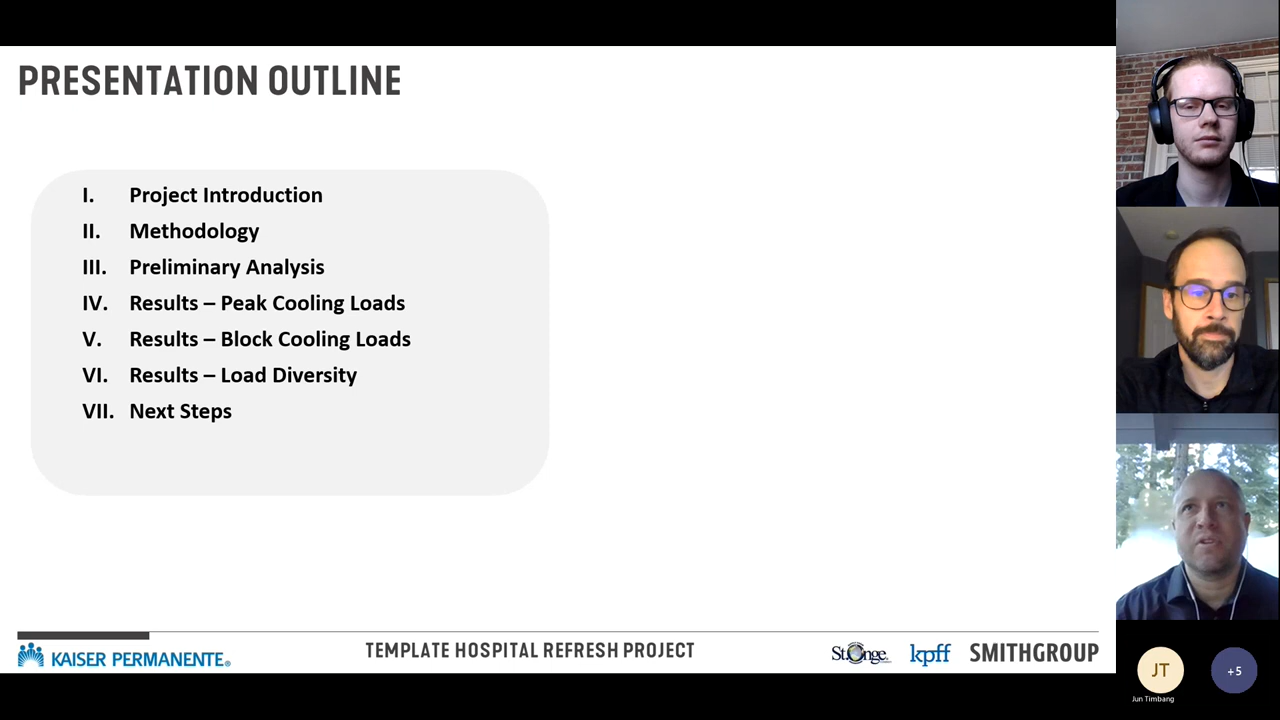 PRESENTATION OUTLINE
I. Project Introduction
II. Methodology
III. Preliminary Analysis
IV. Results – Peak Cooling Loads
V. Results – Block Cooling Loads
VI. Results – Load Diversity
VII. Next Steps
KAISER PERMANENTE®
TEMPLATE HOSPITAL REFRESH PROJECT
St. Onge
kpff
SMITHGROUP
JT
+5
Jun Timbang